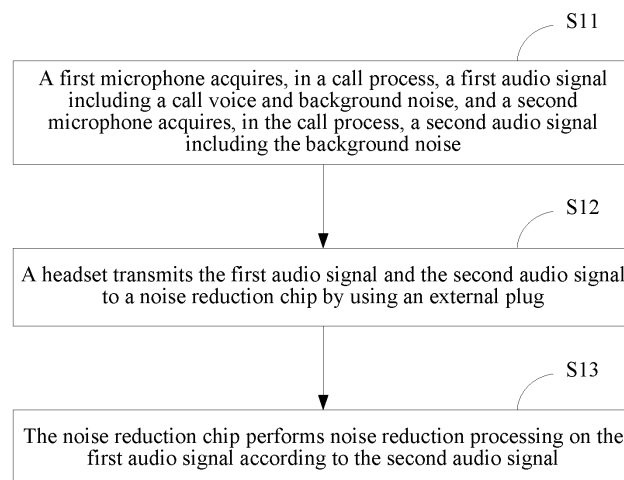 S11
A first microphone acquires, in a call process, a first audio signal
including a call voice and background noise, and a second
microphone acquires, in the call process, a second audio signal
including the background noise
S12
A headset transmits the first audio signal and the second audio signal
to a noise reduction chip by using an external plug
S13
The noise reduction chip performs noise reduction processing on the
first audio signal according to the second audio signal